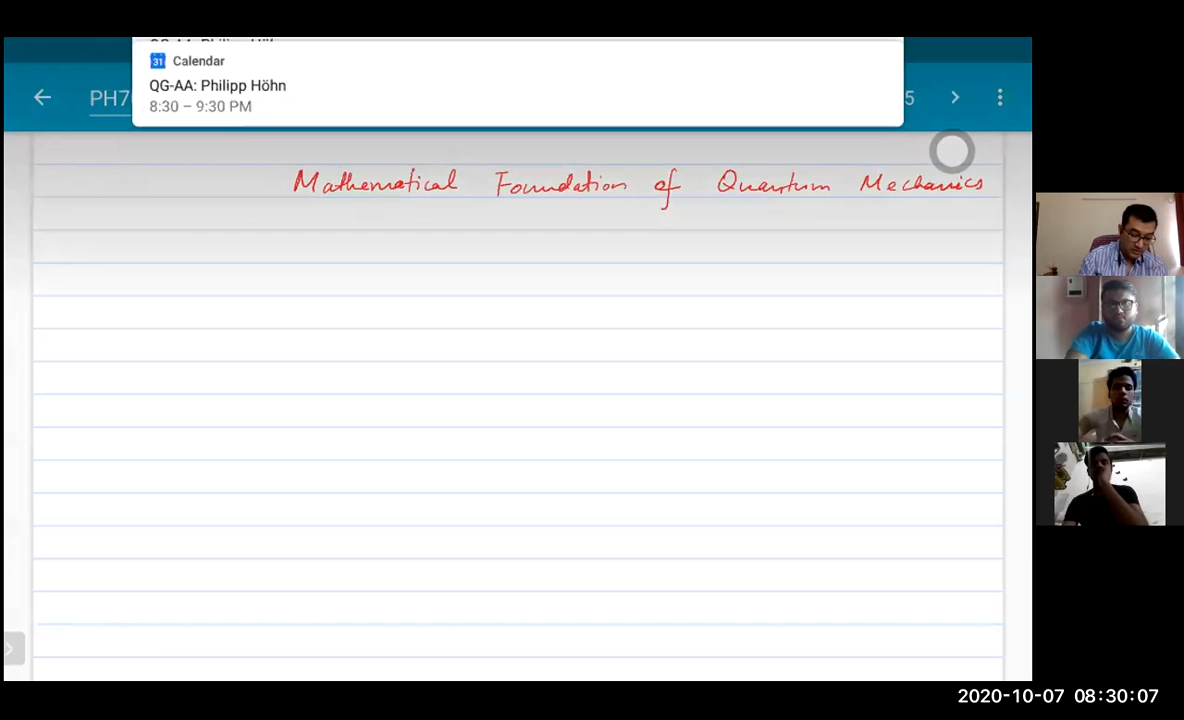 31 Calendar
QG-AA: Philipp Höhn
8:30 – 9:30 PM
PH7
5
Mathematical Foundation of Quantum Mechanics
2020-10-07 08:30:07